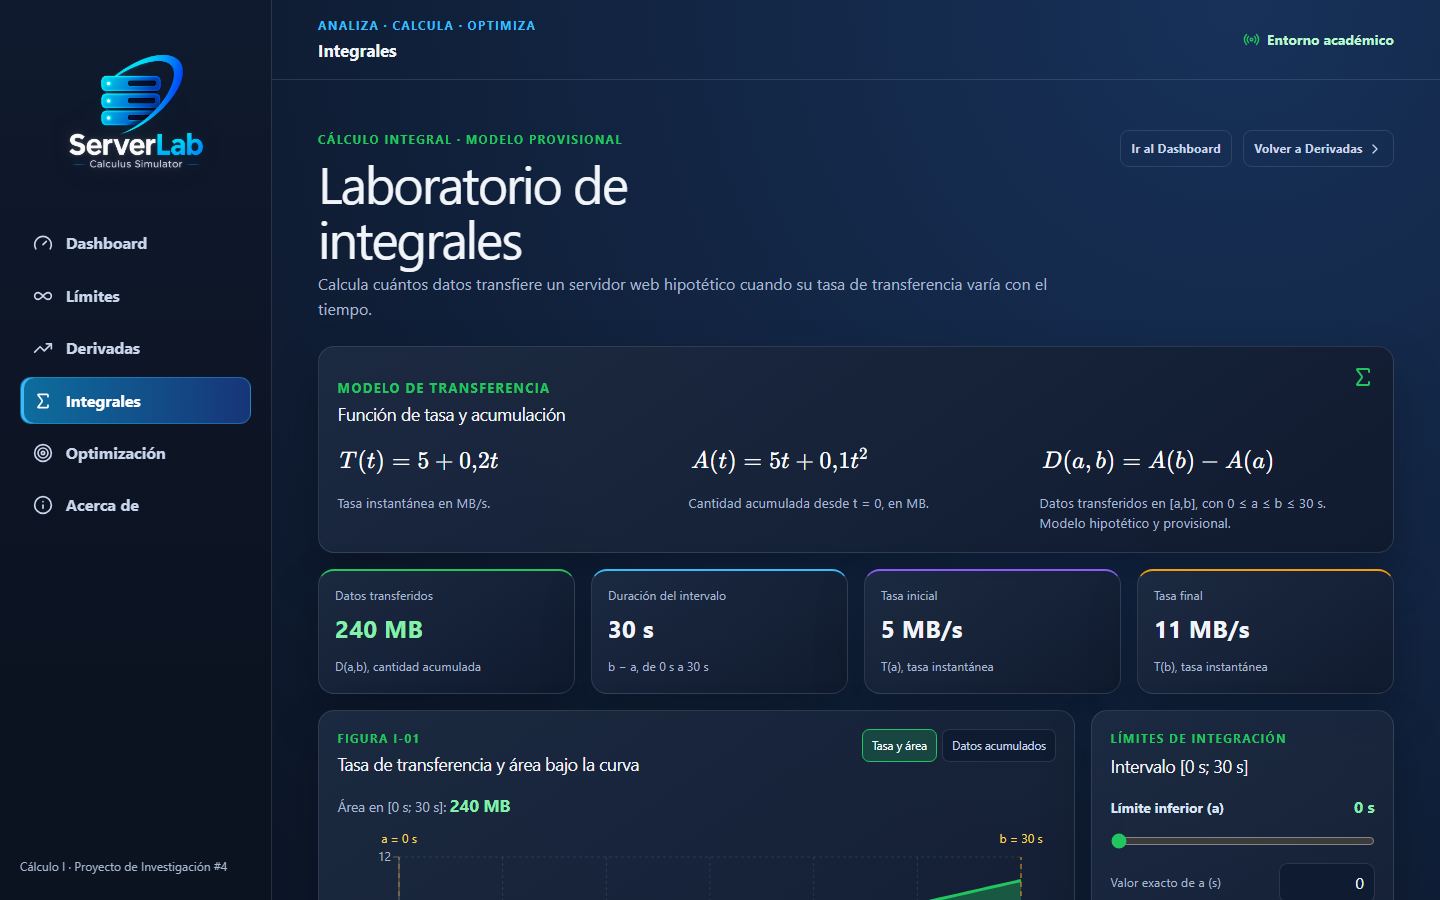 ServerLab
Calculus Simulator
Dashboard
Límites
Derivadas
Integrales
Optimización
Acerca de
Cálculo I · Proyecto de Investigación #4
ANALIZA · CALCULA · OPTIMIZA
Integrales
Entorno académico
CÁLCULO INTEGRAL · MODELO PROVISIONAL
Laboratorio de
integrales
Calcula cuántos datos transfiere un servidor web hipotético cuando su tasa de transferencia varía con el
tiempo.
Ir al Dashboard
Volver a Derivadas
MODELO DE TRANSFERENCIA
Función de tasa y acumulación
T(t) = 5 + 0,2t
Tasa instantánea en MB/s.
A(t) = 5t + 0,1t²
Cantidad acumulada desde t = 0, en MB.
D(a, b) = A(b) − A(a)
Datos transferidos en [a,b], con 0 ≤ a ≤ b ≤ 30 s.
Modelo hipotético y provisional.
Datos transferidos
240 MB
D(a,b), cantidad acumulada
Duración del intervalo
30 s
b − a, de 0 s a 30 s
Tasa inicial
5 MB/s
T(a), tasa instantánea
Tasa final
11 MB/s
T(b), tasa instantánea
FIGURA I-01
Tasa de transferencia y área bajo la curva
Tasa y área
Datos acumulados
Área en [0 s; 30 s]: 240 MB
a = 0 s
b = 30 s
12
LÍMITES DE INTEGRACIÓN
Intervalo [0 s; 30 s]
Límite inferior (a)
0 s
Valor exacto de a (s)
0